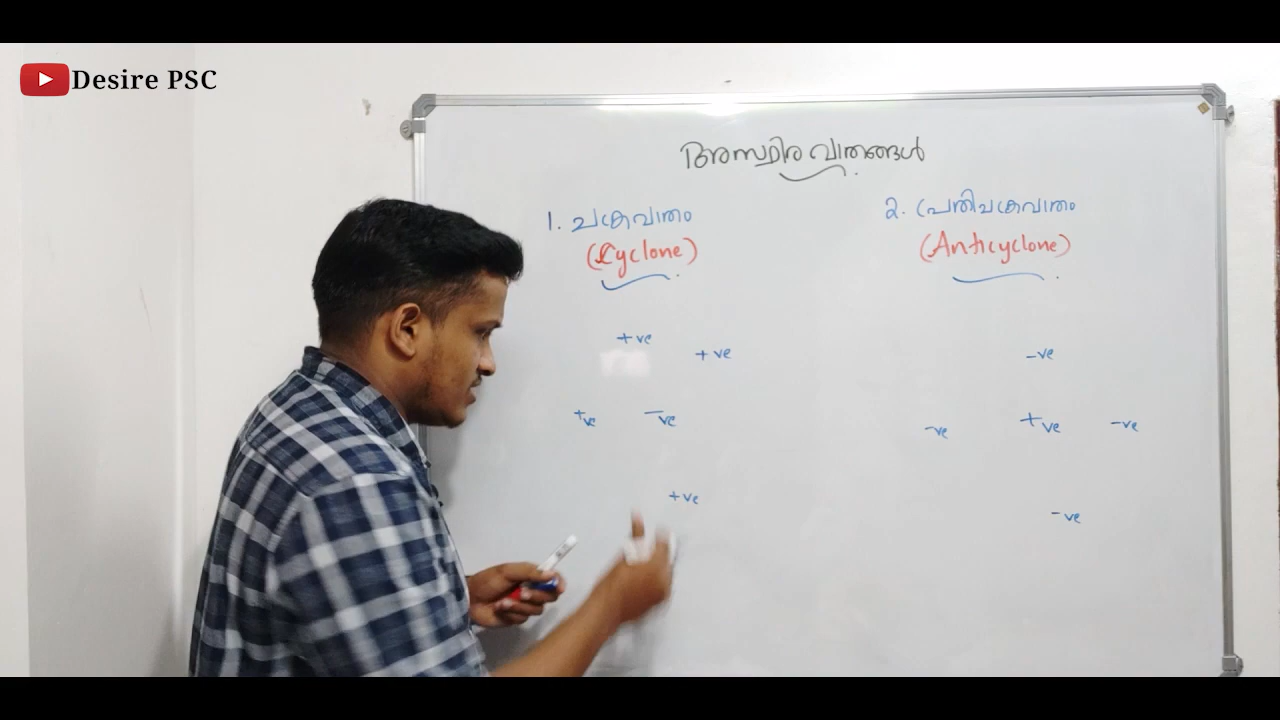 Desire PSC
അസ്ഥിര വാതങ്ങൾ
1. ചക്രവാതം
(Cyclone)
2. പ്രതിചക്രവാതം
(Anticyclone)
+ve
+ve
+ve
-ve
+ve
-ve
-ve
+ve
-ve
-ve